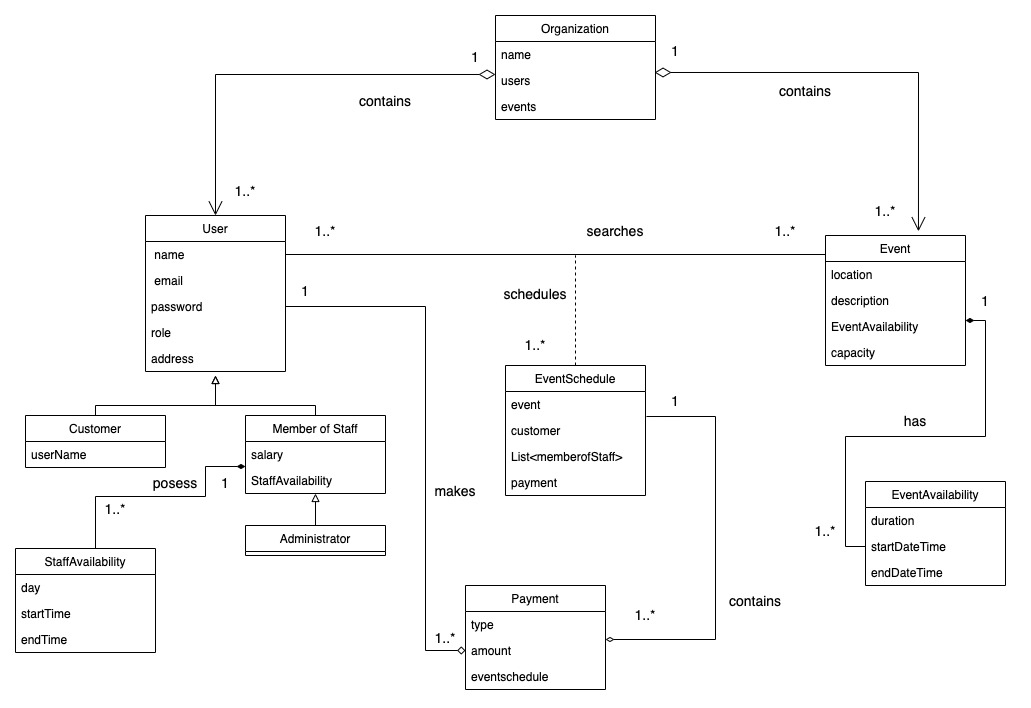 Organization
name
users
events
1
1
contains
contains
1..*
1..*
User
name
email
password
role
address
1..*
searches
1..*
Event
location
description
EventAvailability
capacity
1
schedules
1
1..*
EventSchedule
event
customer
List<memberofStaff>
payment
1
has
Customer
userName
Member of Staff
salary
StaffAvailability
posess
1
1..*
makes
Administrator
EventAvailability
duration
startDateTime
endDateTime
1..*
StaffAvailability
day
startTime
endTime
Payment
type
amount
eventschedule
1..*
1..*
contains